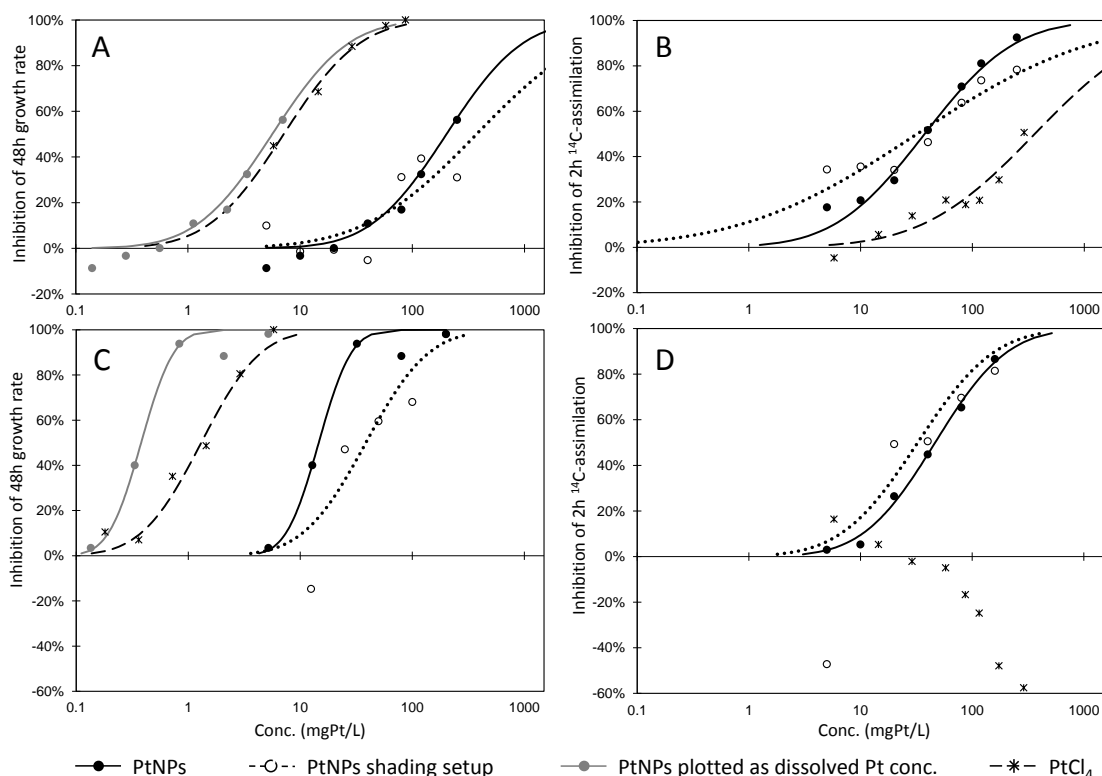 A
Inhibition of 48h growth rate
100%
80%
60%
40%
20%
0%
-20%
0.1 1 10 100 1000
B
Inhibition of 2h ¹⁴C-assimilation
100%
80%
60%
40%
20%
0%
-20%
0.1 1 10 100 1000
C
Inhibition of 48h growth rate
100%
80%
60%
40%
20%
0%
-20%
-40%
-60%
0.1 1 10 100 1000
Conc. (mgPt/L)
D
Inhibition of 2h ¹⁴C-assimilation
100%
80%
60%
40%
20%
0%
-20%
-40%
-60%
0.1 1 10 100 1000
Conc. (mgPt/L)
PtNPs PtNPs shading setup PtNPs plotted as dissolved Pt conc. PtCl₄